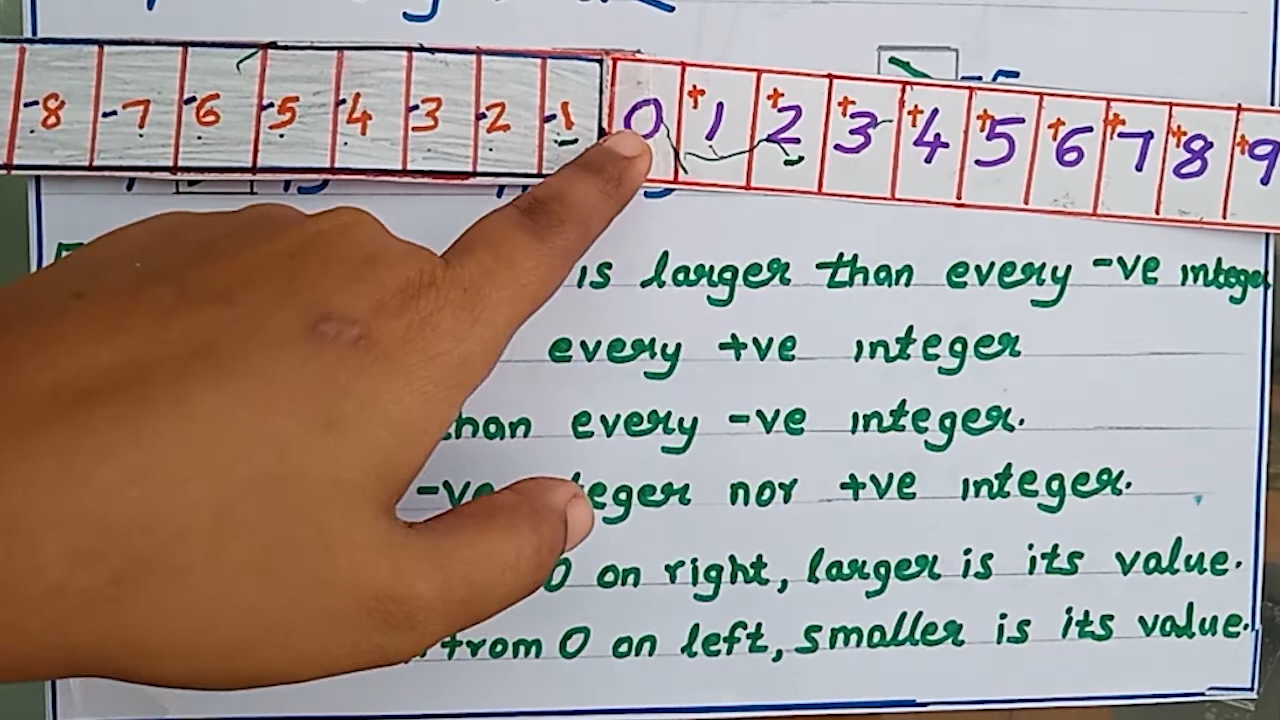 -8 -7 -6 -5 -4 -3 -2 -1 0 +1 +2 +3 +4 +5 +6 +7 +8 +9
is larger than every -ve integer
every +ve integer
than every -ve integer.
-ve integer nor +ve integer.
0 on right, larger is its value.
from 0 on left, smaller is its value.